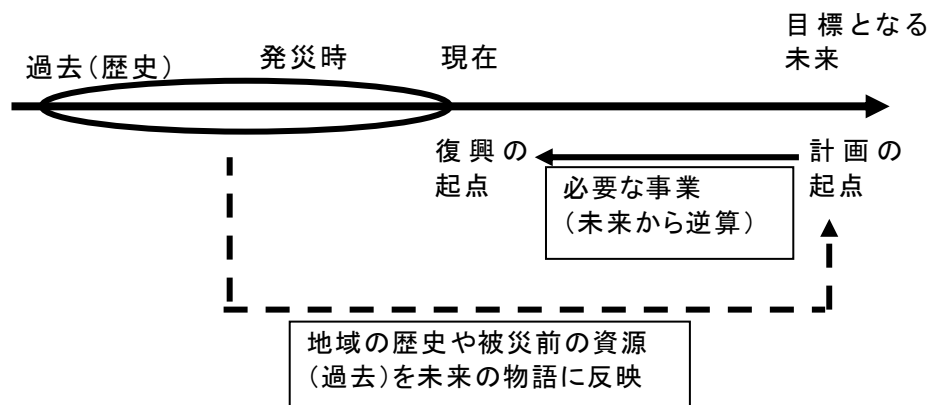 目標となる
未来
過去（歴史）
発災時
現在
復興の
起点
計画の
起点
必要な事業
（未来から逆算）
地域の歴史や被災前の資源
（過去）を未来の物語に反映